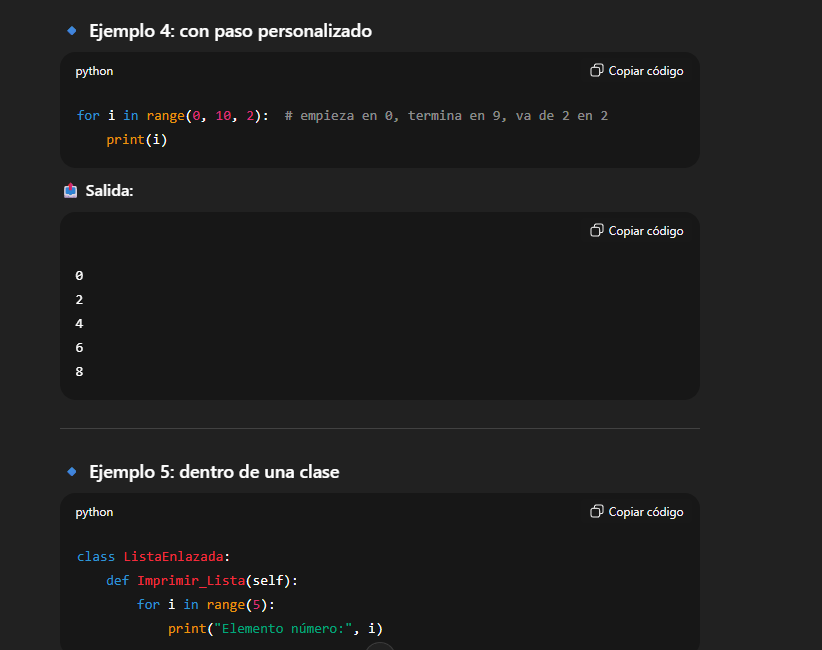 Ejemplo 4: con paso personalizado
python
Copiar código
for i in range(0, 10, 2):  # empieza en 0, termina en 9, va de 2 en 2
    print(i)
Salida:
Copiar código
0
2
4
6
8
Ejemplo 5: dentro de una clase
python
Copiar código
class ListaEnlazada:
    def Imprimir_Lista(self):
        for i in range(5):
            print("Elemento número:", i)